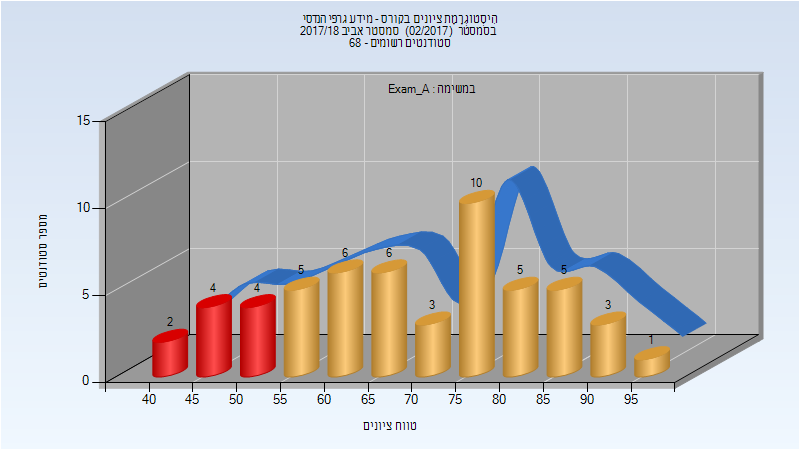 היסטוגרמת ציונים בקורס - מידע גרפי הנדסי
בסמסטר (02/2017) סמסטר אביב 2017/18
סטודנטים רשומים - 68
במשימה : Exam_A
15
10
5
0
מספר סטודנטים
2
4
4
5
6
6
3
10
5
5
3
1
40 45 50 55 60 65 70 75 80 85 90 95
טווח ציונים